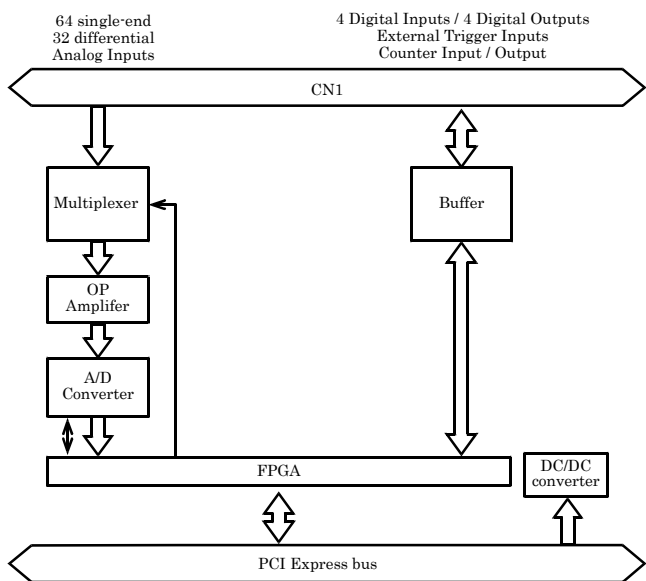 64 single-end
32 differential
Analog Inputs
4 Digital Inputs / 4 Digital Outputs
External Trigger Inputs
Counter Input / Output
CN1
Multiplexer
Buffer
OP
Amplifer
A/D
Converter
FPGA
DC/DC
converter
PCI Express bus